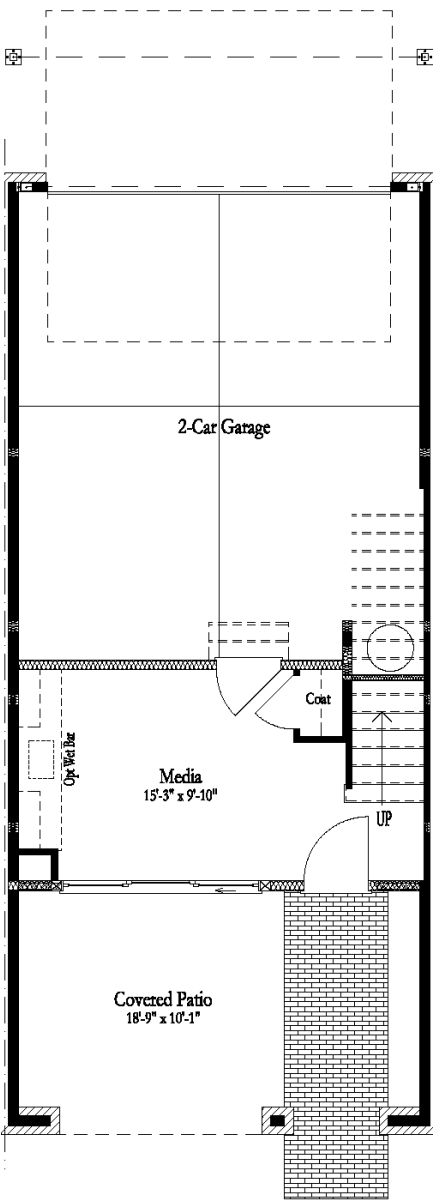 2-Car Garage
Coat
Opt Wet Bar
Media
15'-3" x 9'-10"
UP
Covered Patio
18'-9" x 10'-1"